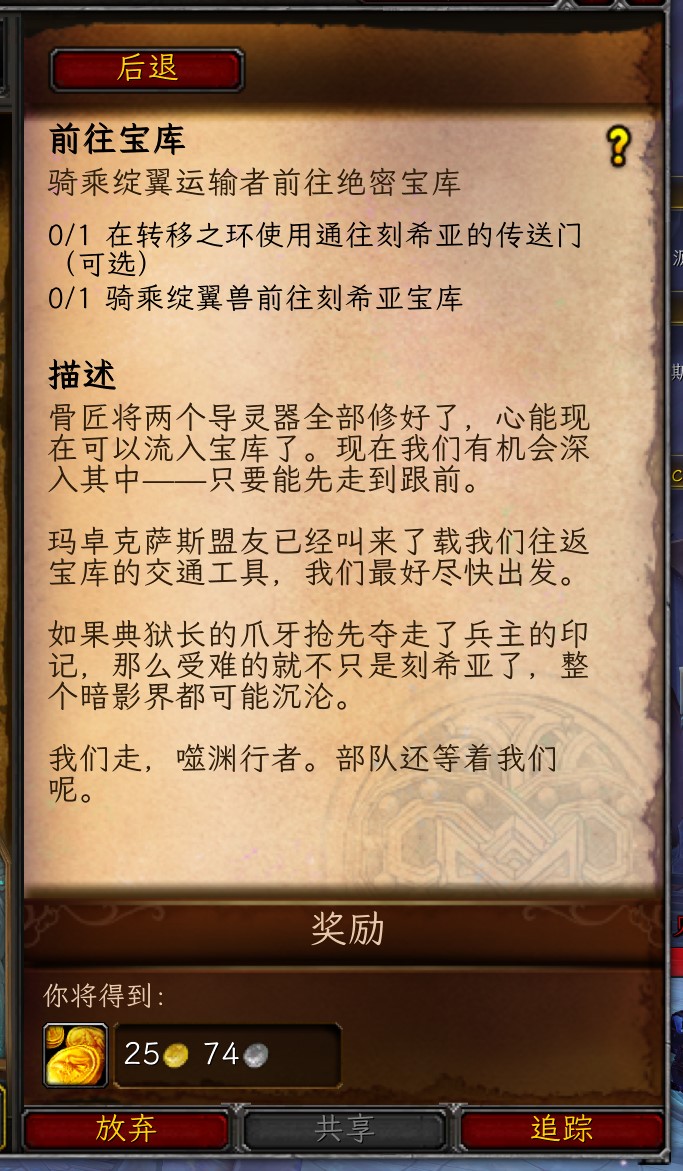 后退
前往宝库
骑乘绽翼运输者前往绝密宝库
0/1 在转移之环使用通往刻希亚的传送门
（可选）
0/1 骑乘绽翼兽前往刻希亚宝库
描述
骨匠将两个导灵器全部修好了，心能现
在可以流入宝库了。现在我们有机会深
入其中——只要能先走到跟前。
玛卓克萨斯盟友已经叫来了载我们往返
宝库的交通工具，我们最好尽快出发。
如果典狱长的爪牙抢先夺走了兵主的印
记，那么受难的就不只是刻希亚了，整
个暗影界都可能沉沦。
我们走，噬渊行者。部队还等着我们
呢。
奖励
你将得到：
25 74
放弃 共享 追踪